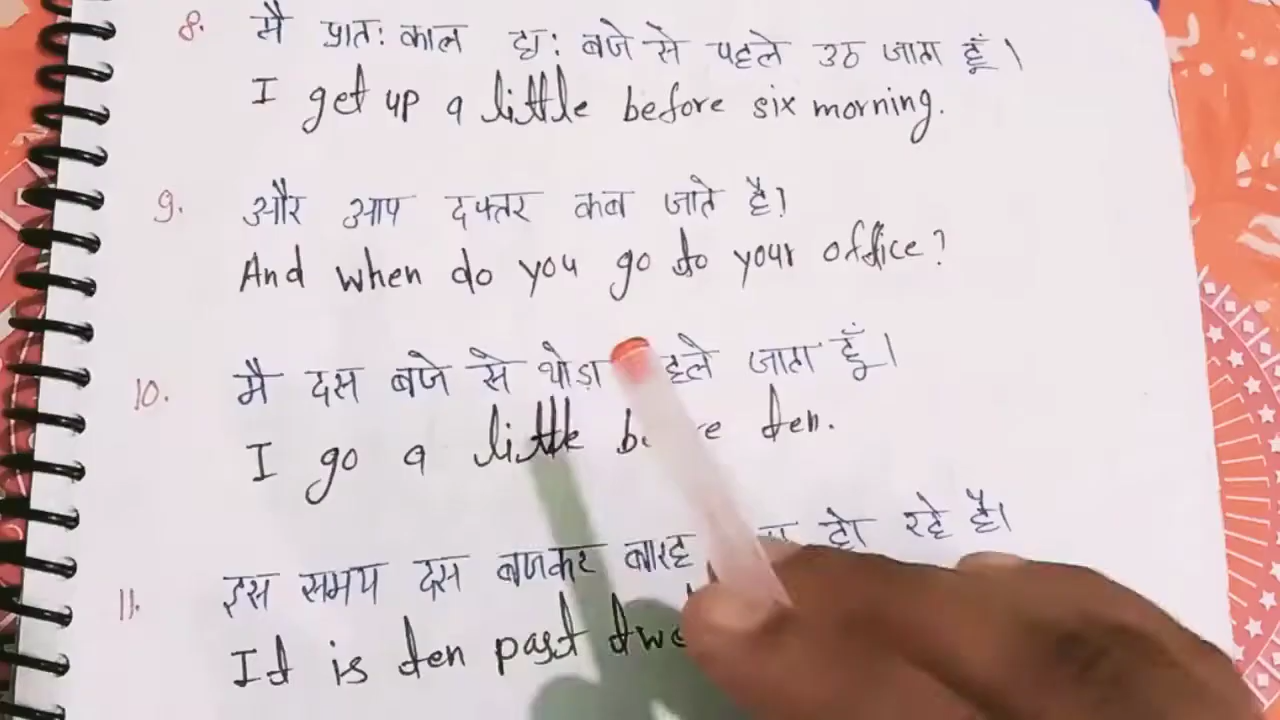 8. मै प्रातः काल छः बजे से पहले उठ जाता हूँ।
I get up a little before six morning.
9. और आप दफ्तर कब जाते है।
And when do you go to your office?
10. मै दस बजे से थोड़ा जाता हूँ।
I go a little ten.
11. इस समय दस बजकर बारह हो रहे है।
It is ten past